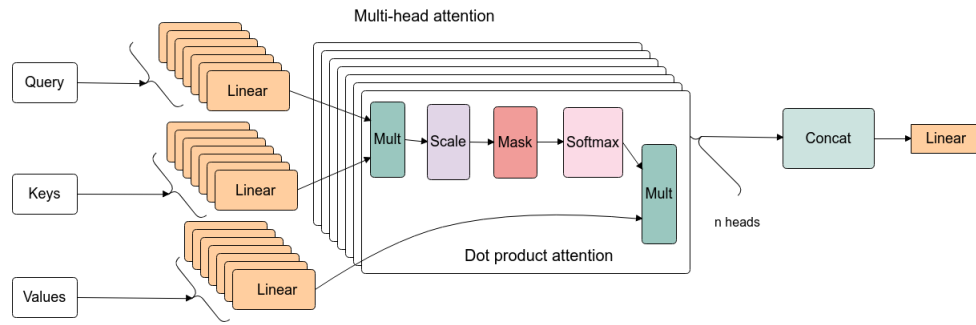 Multi-head attention
Query
Linear
Keys
Linear
Values
Linear
Mult
Scale
Mask
Softmax
Mult
Dot product attention
n heads
Concat
Linear